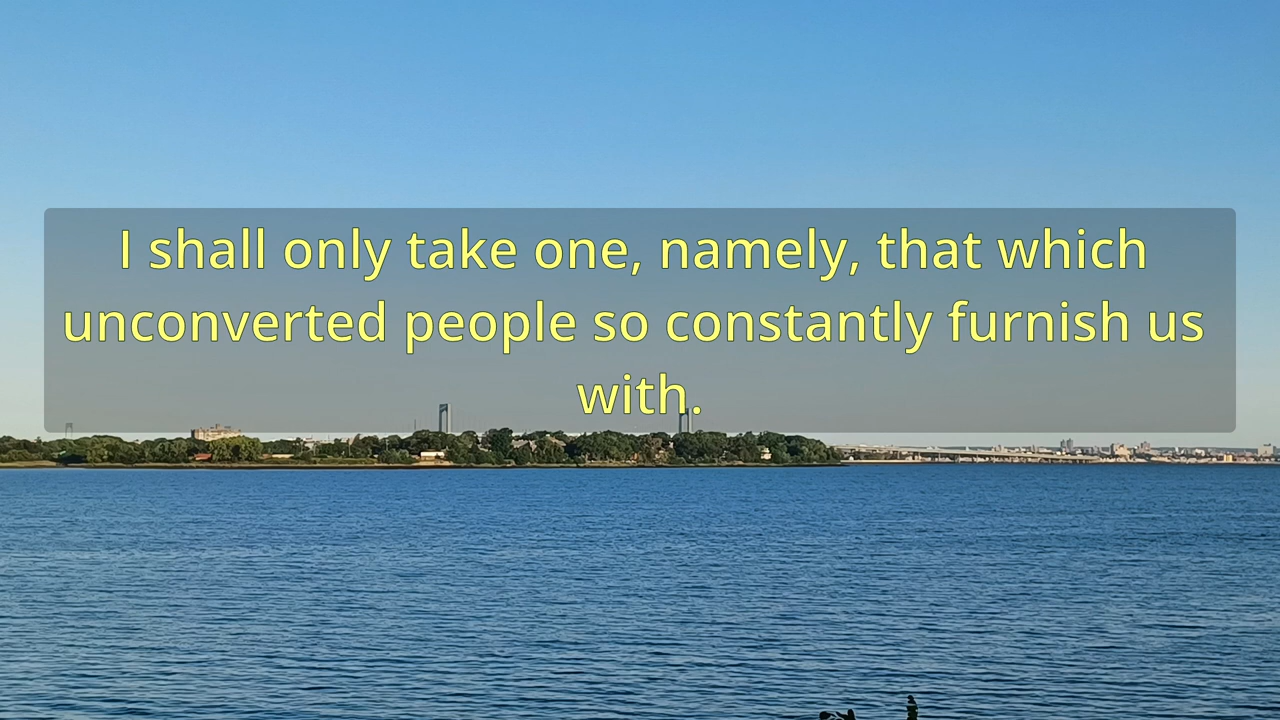 I shall only take one, namely, that which
unconverted people so constantly furnish us
with.